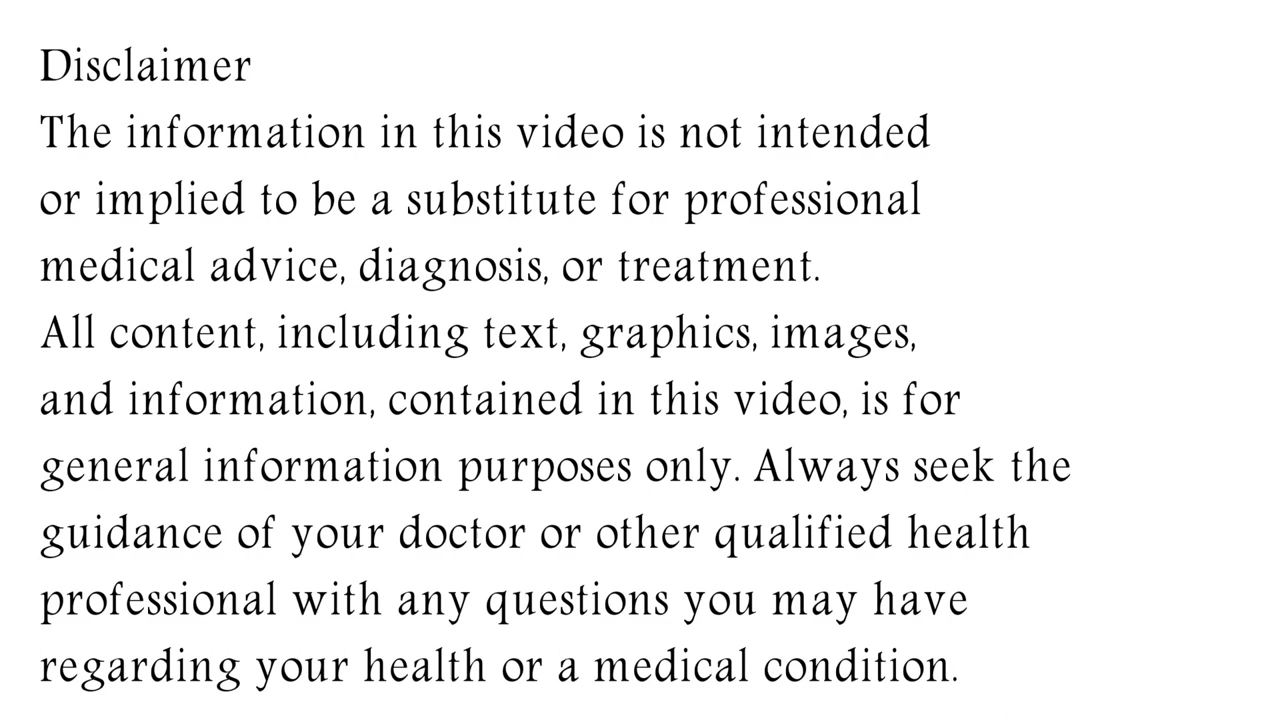 Disclaimer
The information in this video is not intended
or implied to be a substitute for professional
medical advice, diagnosis, or treatment.
All content, including text, graphics, images,
and information, contained in this video, is for
general information purposes only. Always seek the
guidance of your doctor or other qualified health
professional with any questions you may have
regarding your health or a medical condition.